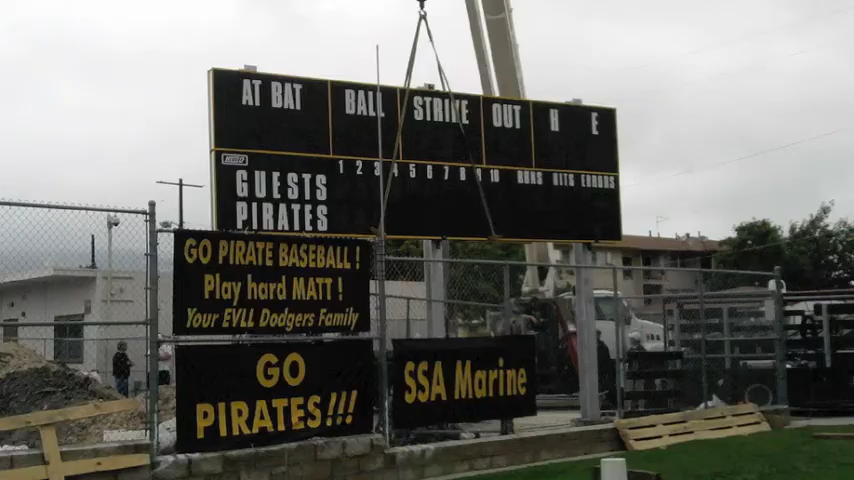 AT BAT BALL STRIKE OUT H E
1 2 3 4 5 6 7 8 9 10 RUNS HITS ERRORS
GUESTS
PIRATES
GO PIRATE BASEBALL!
Play hard MATT!
Your EVLL Dodgers Family
GO
PIRATES!!!
SSA Marine